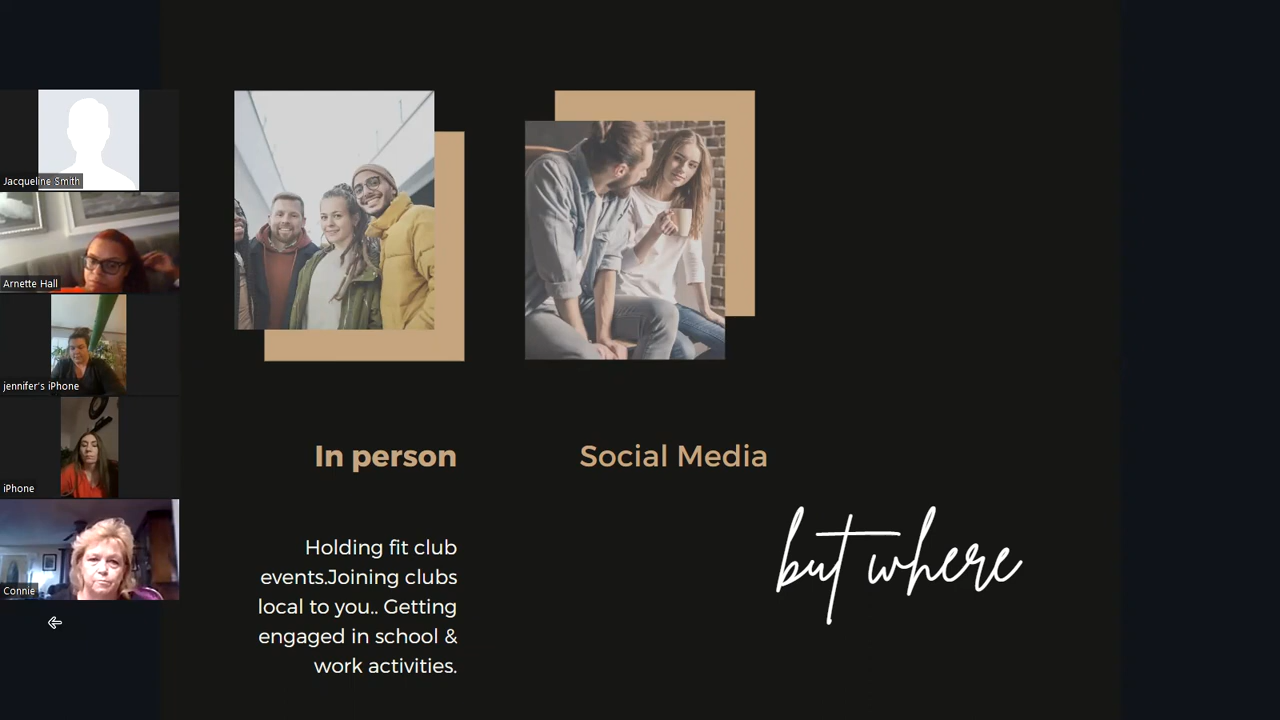 Jacqueline Smith
Arnette Hall
jennifer's iPhone
iPhone
Connie
In person
Social Media
Holding fit club
events.Joining clubs
local to you.. Getting
engaged in school &
work activities.
but where